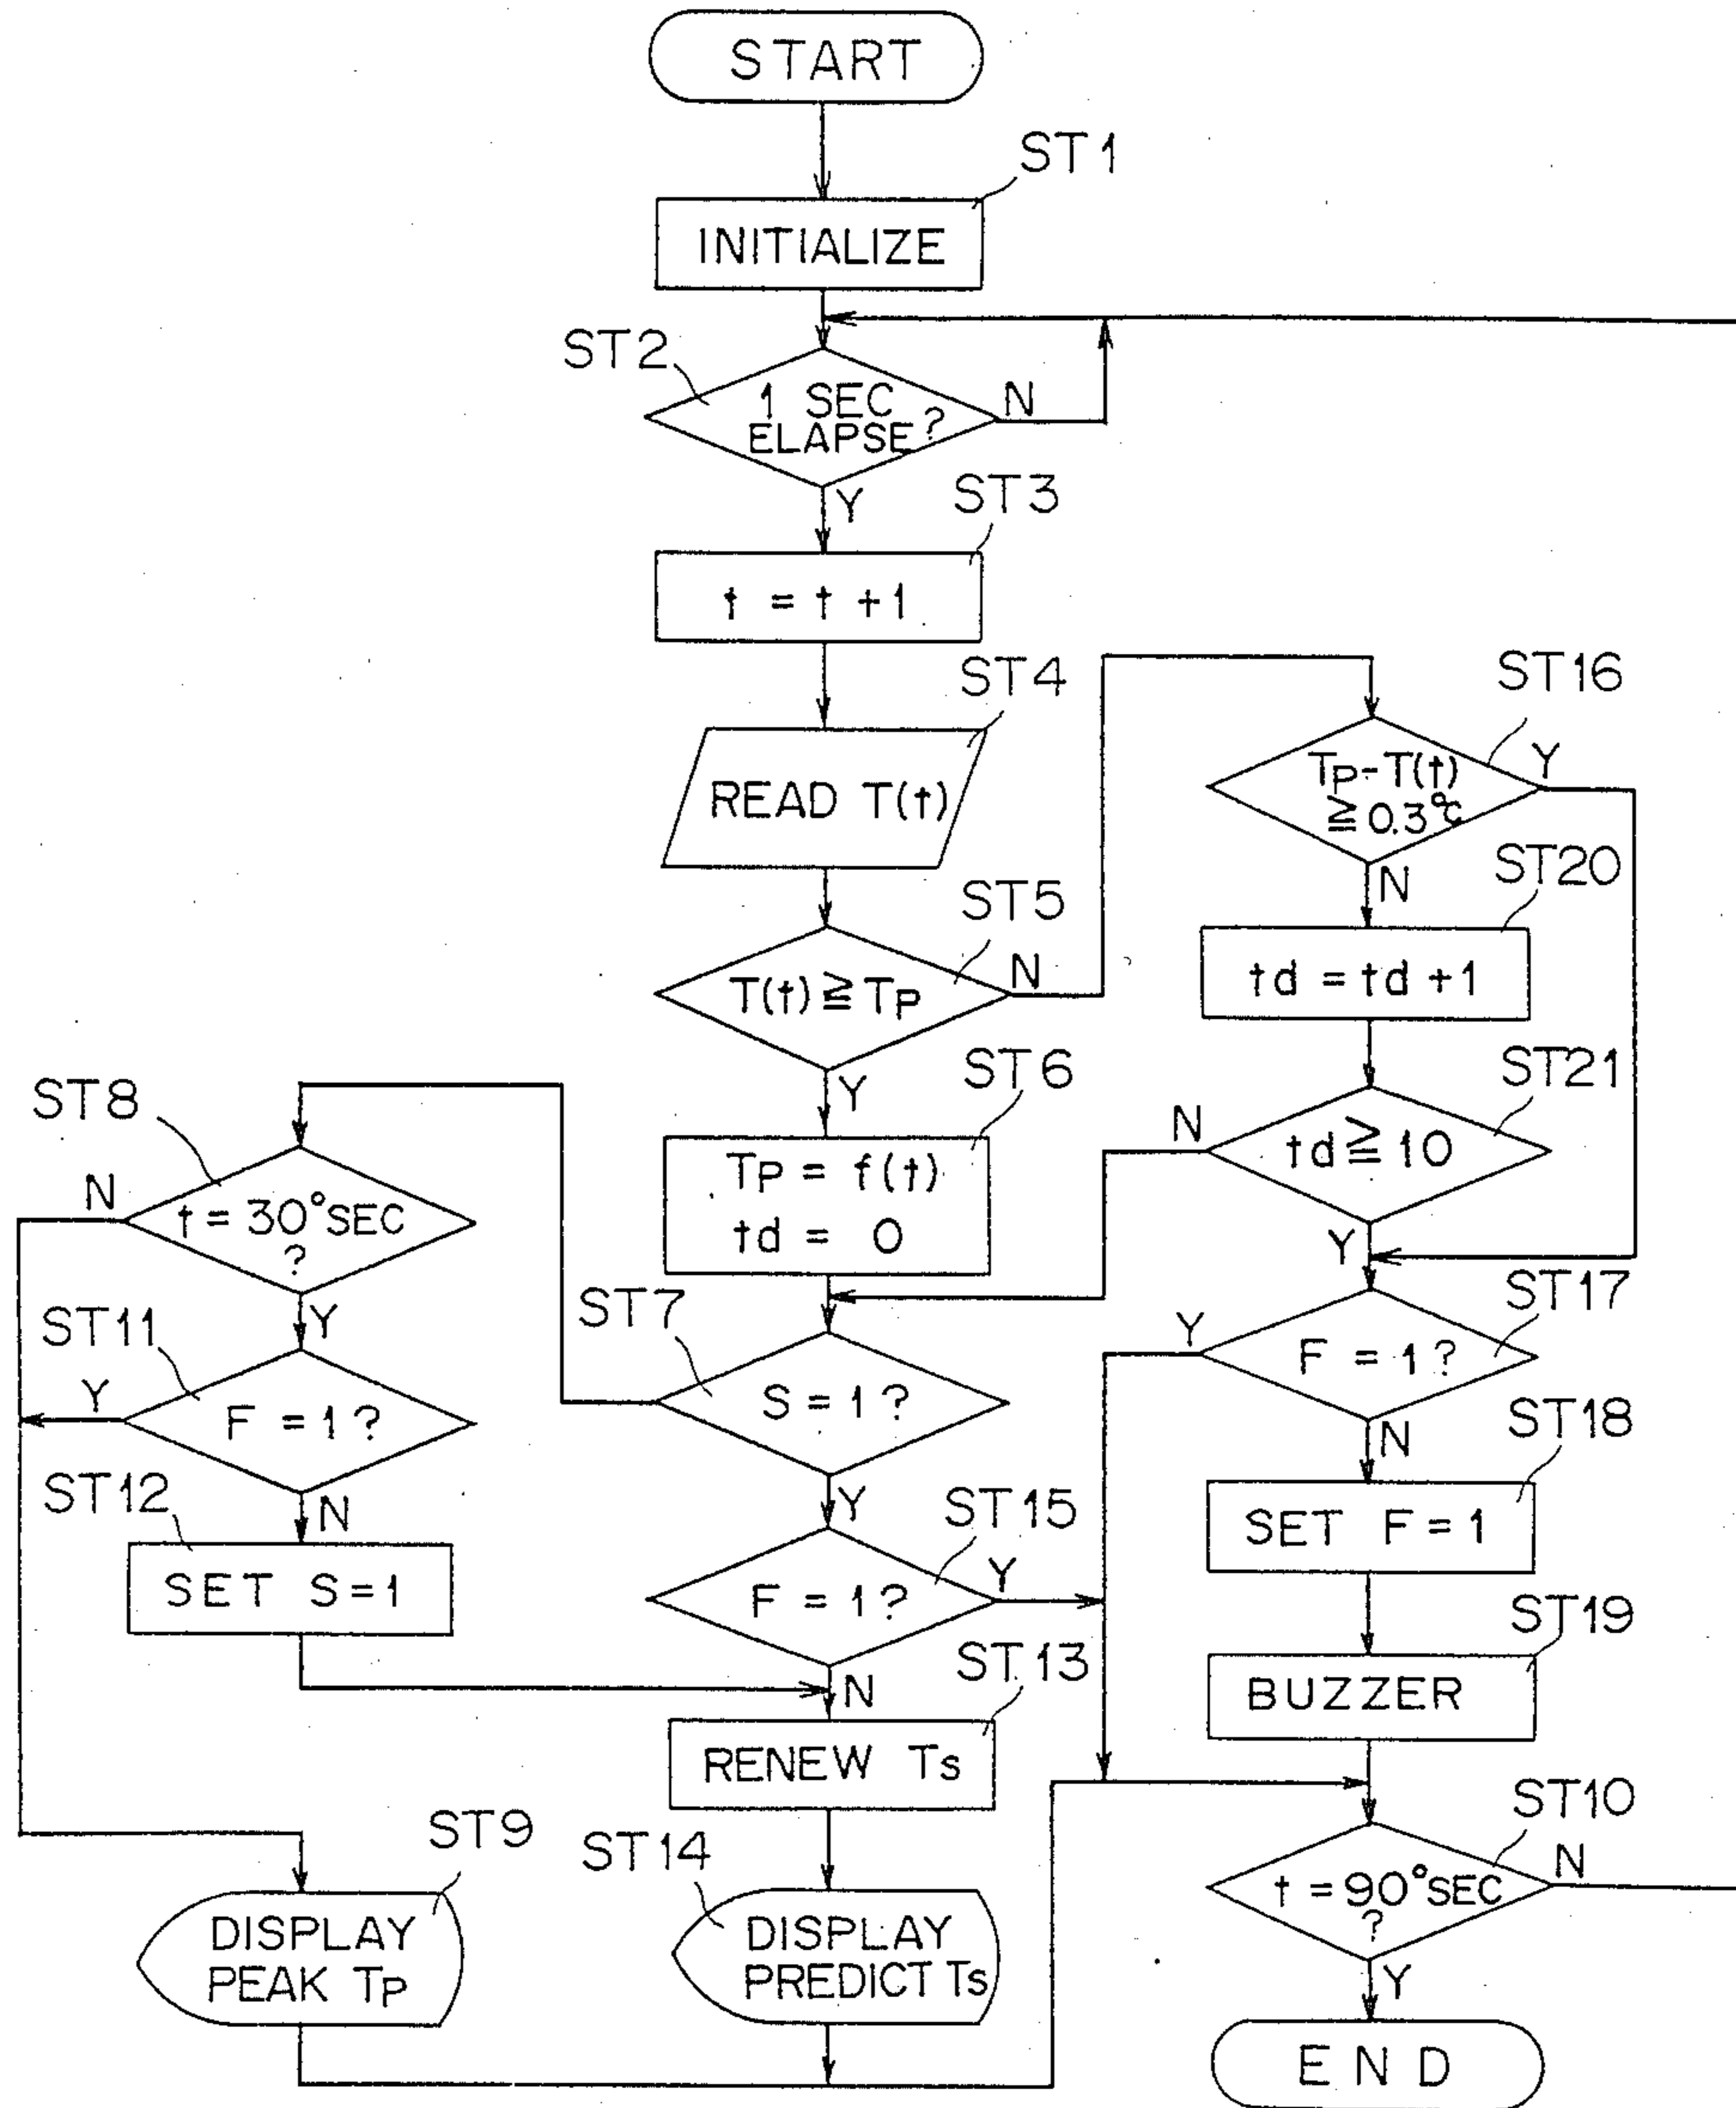 START
ST1
INITIALIZE
ST2
1 SEC
ELAPSE?
N
Y
ST3
t = t + 1
ST4
READ T(t)
ST5
T(t) ≧ TP
N
Y
ST6
TP = f(t)
td = 0
ST7
S = 1 ?
Y
ST8
t = 30°SEC
?
N
Y
ST11
F = 1 ?
Y
N
ST12
SET S = 1
ST15
F = 1 ?
Y
N
ST13
RENEW Ts
ST9
DISPLAY
PEAK TP
ST14
DISPLAY
PREDICT Ts
ST16
TP - T(t)
≧ 0.3°C
Y
N
ST20
td = td + 1
ST21
td ≧ 10
N
Y
ST17
F = 1 ?
Y
N
ST18
SET F = 1
ST19
BUZZER
ST10
t = 90°SEC
?
N
Y
END